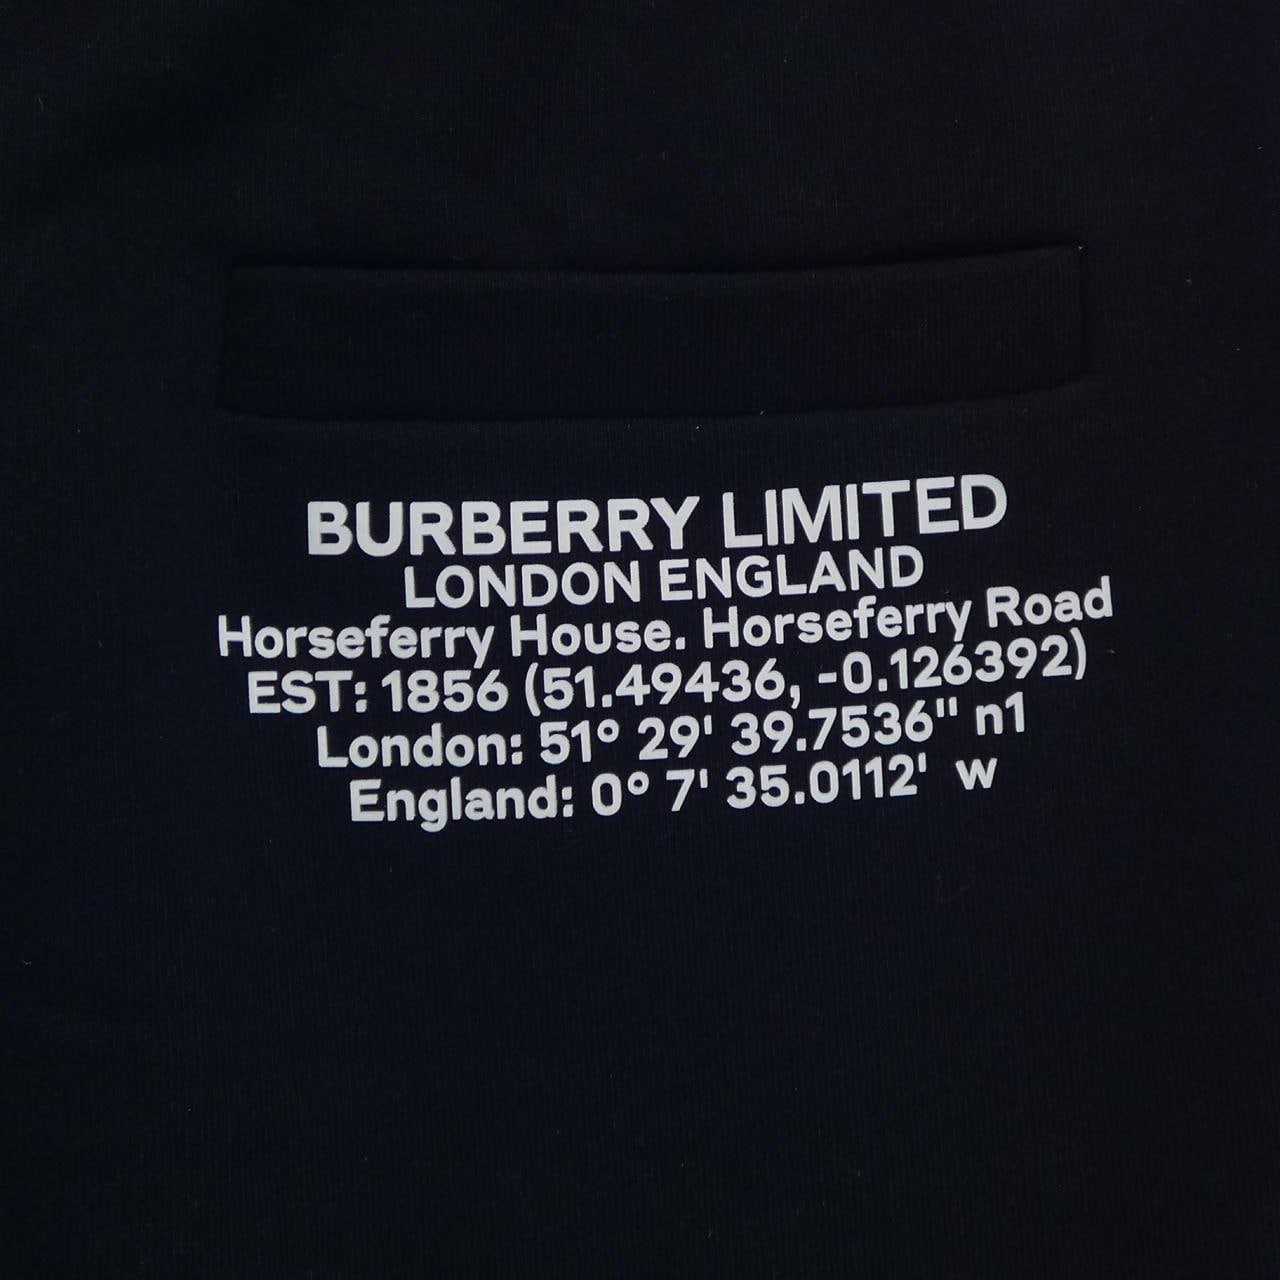 BURBERRY LIMITED
LONDON ENGLAND
Horseferry House. Horseferry Road
EST: 1856 (51.49436, -0.126392)
London: 51° 29' 39.7536" n1
England: 0° 7' 35.0112' w